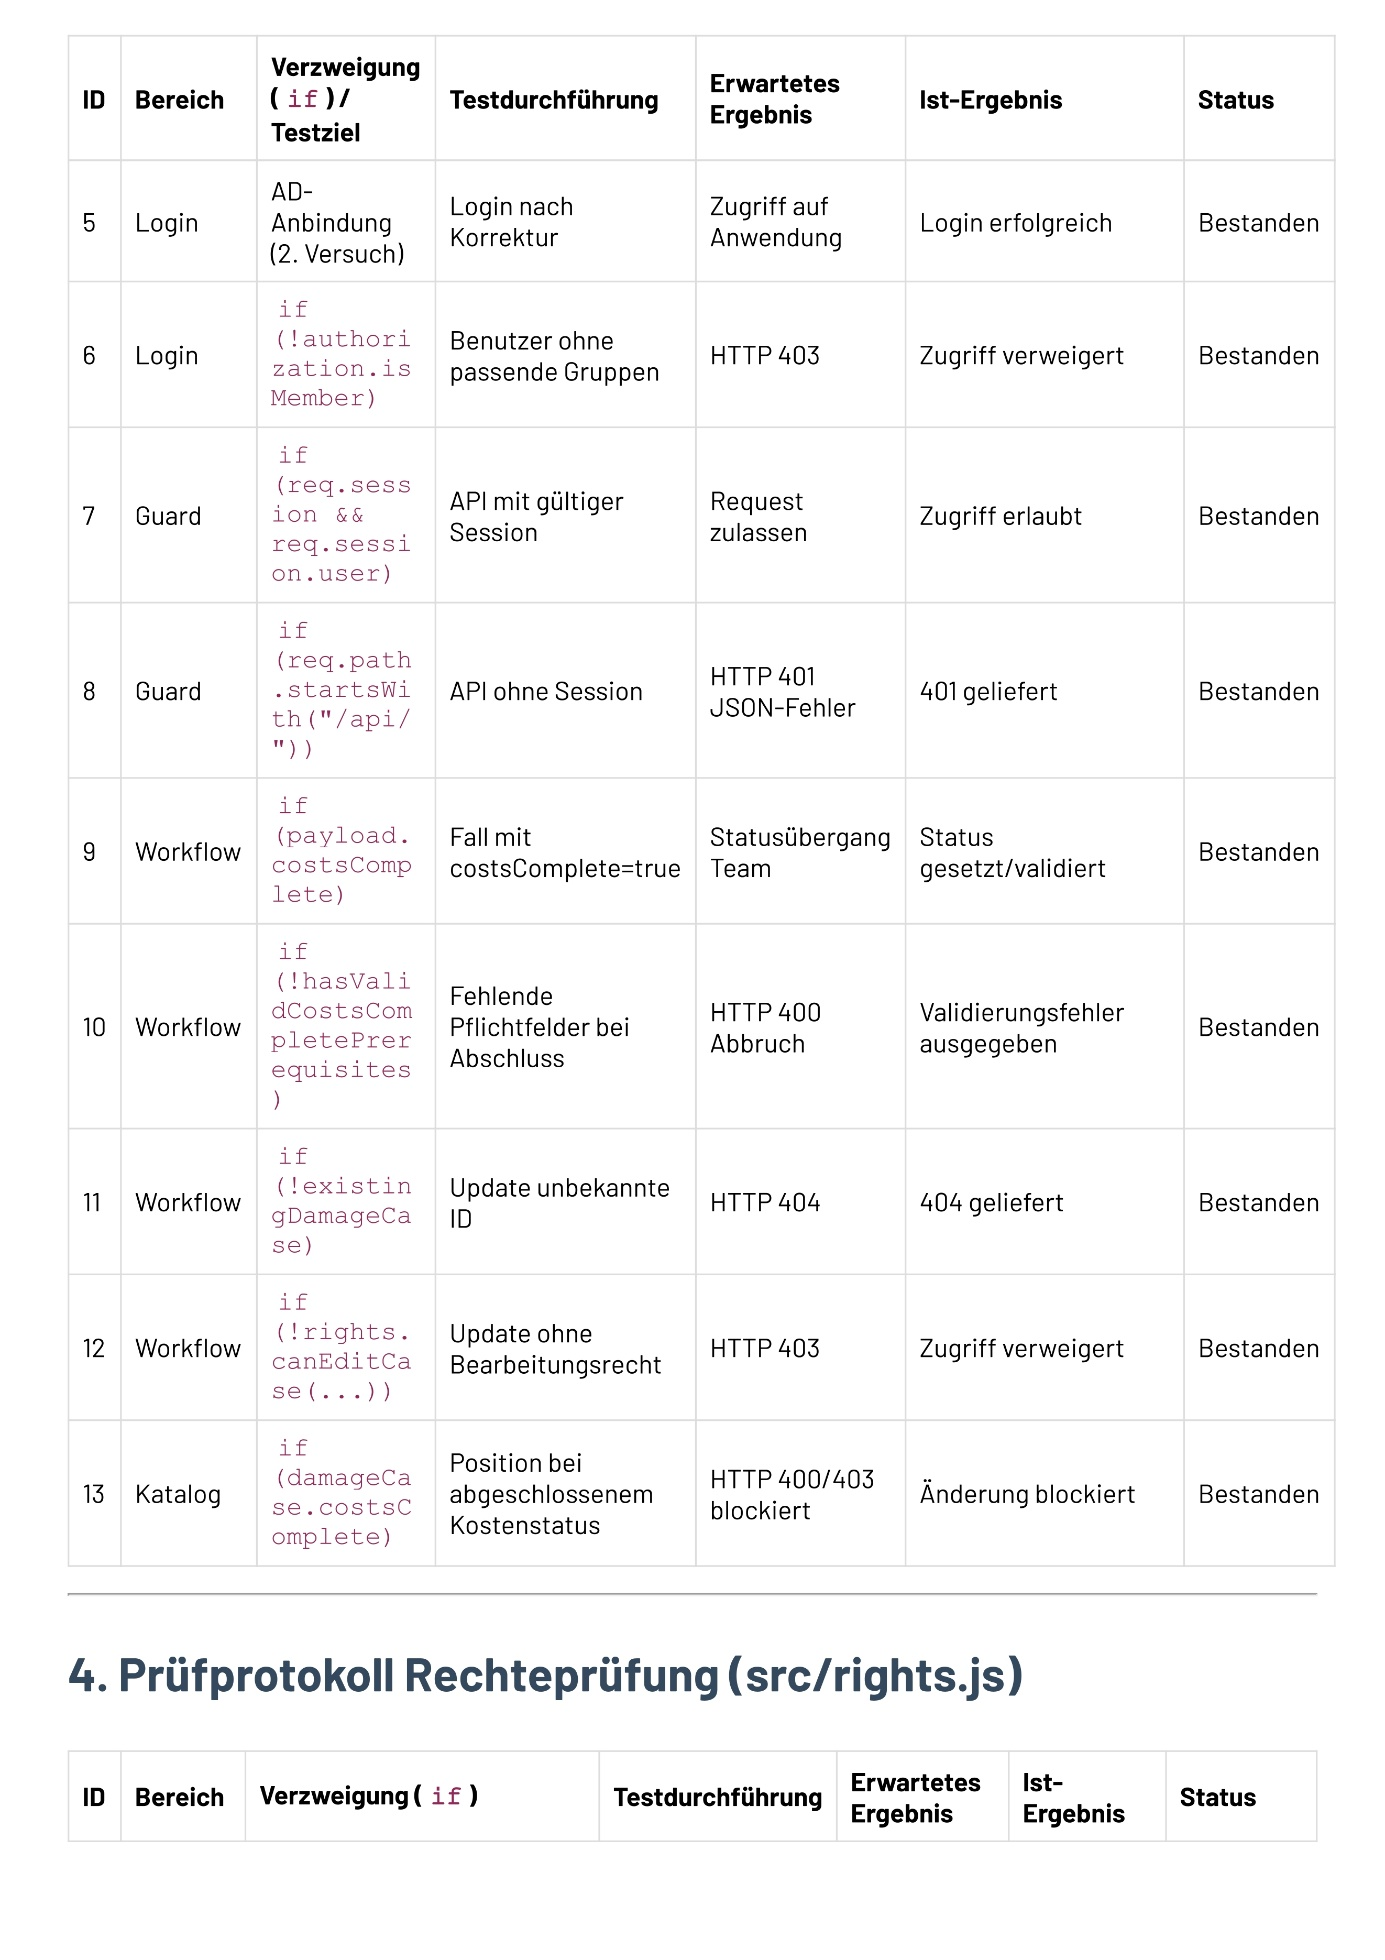 ID
Bereich
Verzweigung
( if ) /
Testziel
Testdurchführung
Erwartetes
Ergebnis
Ist-Ergebnis
Status
5
Login
AD-
Anbindung
(2. Versuch)
Login nach
Korrektur
Zugriff auf
Anwendung
Login erfolgreich
Bestanden
6
Login
if
(!authori
zation.is
Member)
Benutzer ohne
passende Gruppen
HTTP 403
Zugriff verweigert
Bestanden
7
Guard
if
(req.sess
ion &&
req.sessi
on.user)
API mit gültiger
Session
Request
zulassen
Zugriff erlaubt
Bestanden
8
Guard
if
(req.path
.startsWi
th("/api/
"))
API ohne Session
HTTP 401
JSON-Fehler
401 geliefert
Bestanden
9
Workflow
if
(payload.
costsComp
lete)
Fall mit
costsComplete=true
Statusübergang
Team
Status
gesetzt/validiert
Bestanden
10
Workflow
if
(!hasVali
dCostsCom
pletePrer
equisites
)
Fehlende
Pflichtfelder bei
Abschluss
HTTP 400
Abbruch
Validierungsfehler
ausgegeben
Bestanden
11
Workflow
if
(!existin
gDamageCa
se)
Update unbekannte
ID
HTTP 404
404 geliefert
Bestanden
12
Workflow
if
(!rights.
canEditCa
se(...))
Update ohne
Bearbeitungsrecht
HTTP 403
Zugriff verweigert
Bestanden
13
Katalog
if
(damageCa
se.costsC
omplete)
Position bei
abgeschlossenem
Kostenstatus
HTTP 400/403
blockiert
Änderung blockiert
Bestanden
4. Prüfprotokoll Rechteprüfung (src/rights.js)
ID
Bereich
Verzweigung ( if )
Testdurchführung
Erwartetes
Ergebnis
Ist-
Ergebnis
Status